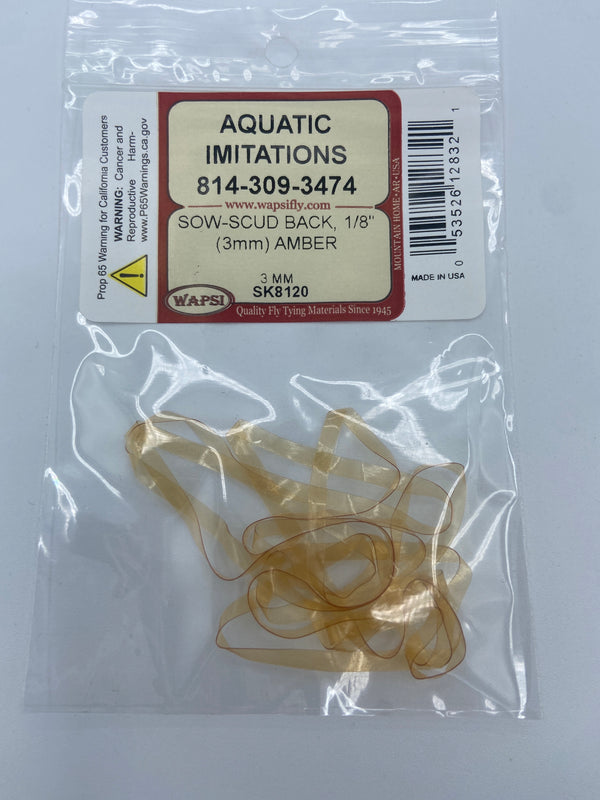 Prop 65 Warning for California Customers
WARNING: Cancer and
Reproductive Harm-
www.P65Warnings.ca.gov
AQUATIC
IMITATIONS
814-309-3474
www.wapsifly.com
SOW-SCUD BACK, 1/8"
(3mm) AMBER
3 MM
SK8120
WAPSI
Quality Fly Tying Materials Since 1945
MOUNTAIN HOME • AR • USA
0 53526 12832 1
MADE IN USA